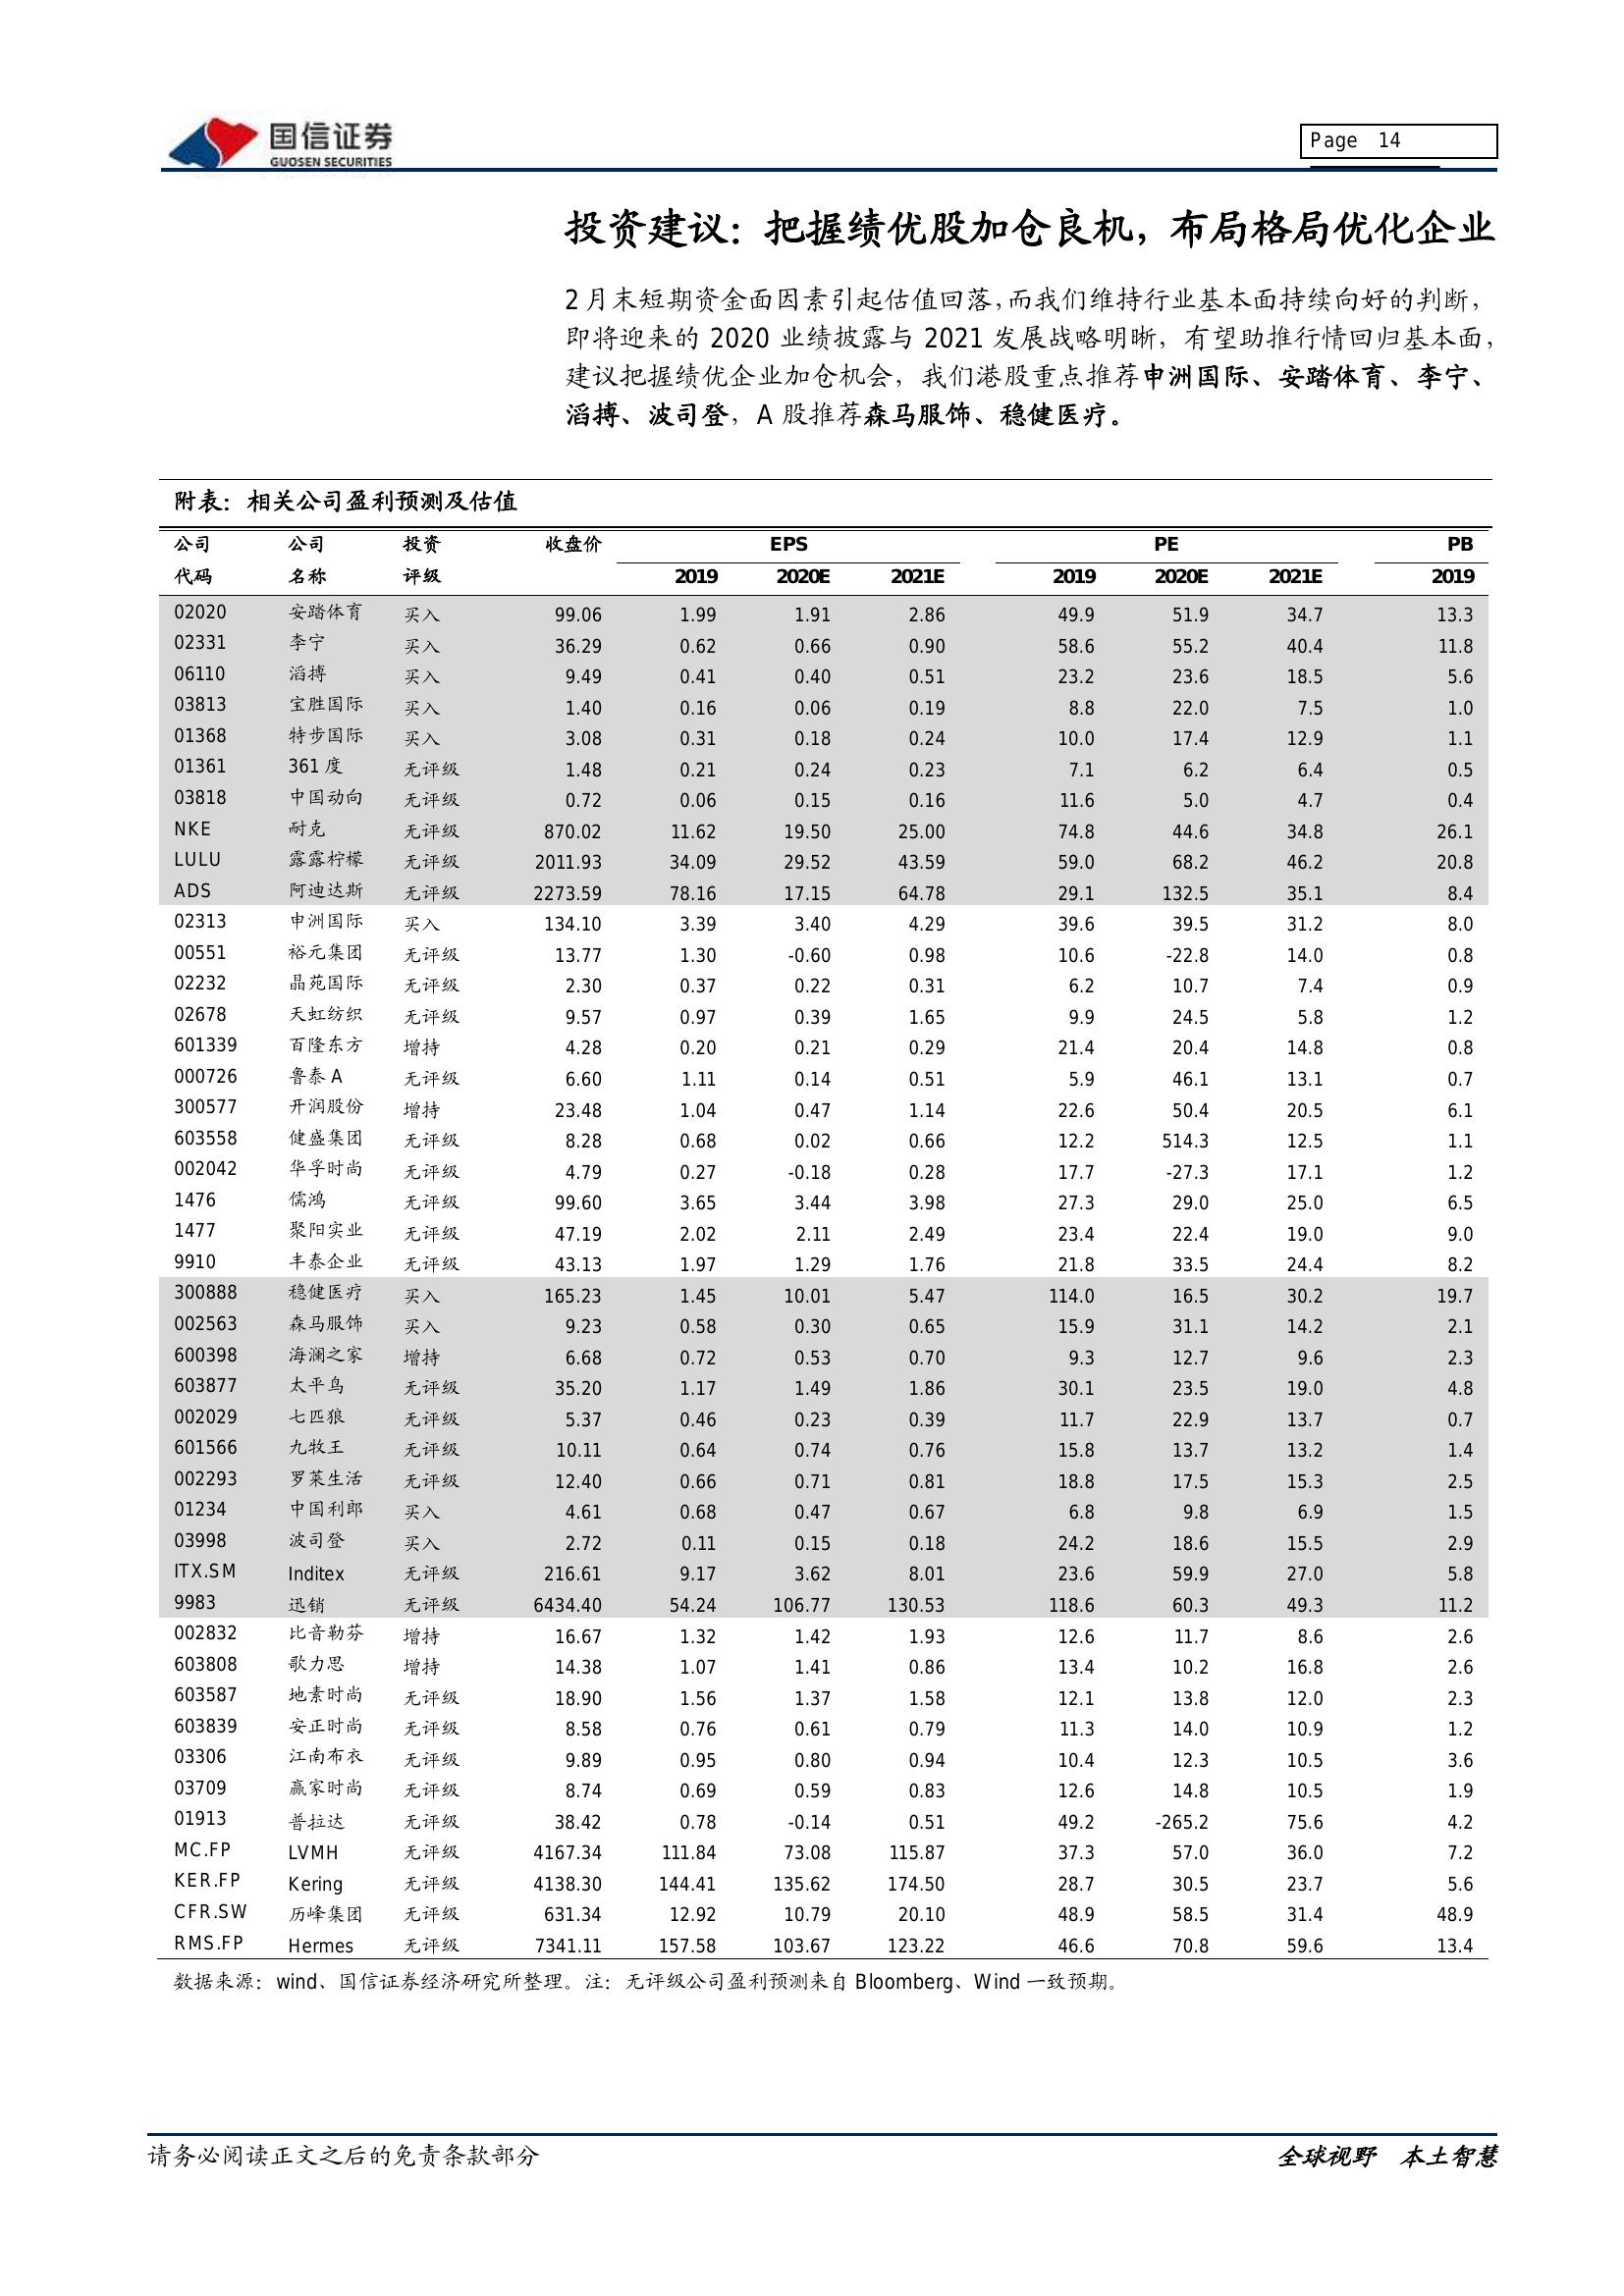 国信证券
GUOSEN SECURITIES
Page 14
投资建议：把握绩优股加仓良机，布局格局优化企业
2 月末短期资金面因素引起估值回落，而我们维持行业基本面持续向好的判断，
即将迎来的 2020 业绩披露与 2021 发展战略明晰，有望助推行情回归基本面，
建议把握绩优企业加仓机会，我们港股重点推荐申洲国际、安踏体育、李宁、
滔搏、波司登，A 股推荐森马服饰、稳健医疗。
附表：相关公司盈利预测及估值
公司 公司 投资 收盘价 EPS PE PB
代码 名称 评级 2019 2020E 2021E 2019 2020E 2021E 2019
02020 安踏体育 买入 99.06 1.99 1.91 2.86 49.9 51.9 34.7 13.3
02331 李宁 买入 36.29 0.62 0.66 0.90 58.6 55.2 40.4 11.8
06110 滔搏 买入 9.49 0.41 0.40 0.51 23.2 23.6 18.5 5.6
03813 宝胜国际 买入 1.40 0.16 0.06 0.19 8.8 22.0 7.5 1.0
01368 特步国际 买入 3.08 0.31 0.18 0.24 10.0 17.4 12.9 1.1
01361 361 度 无评级 1.48 0.21 0.24 0.23 7.1 6.2 6.4 0.5
03818 中国动向 无评级 0.72 0.06 0.15 0.16 11.6 5.0 4.7 0.4
NKE 耐克 无评级 870.02 11.62 19.50 25.00 74.8 44.6 34.8 26.1
LULU 露露柠檬 无评级 2011.93 34.09 29.52 43.59 59.0 68.2 46.2 20.8
ADS 阿迪达斯 无评级 2273.59 78.16 17.15 64.78 29.1 132.5 35.1 8.4
02313 申洲国际 买入 134.10 3.39 3.40 4.29 39.6 39.5 31.2 8.0
00551 裕元集团 无评级 13.77 1.30 -0.60 0.98 10.6 -22.8 14.0 0.8
02232 晶苑国际 无评级 2.30 0.37 0.22 0.31 6.2 10.7 7.4 0.9
02678 天虹纺织 无评级 9.57 0.97 0.39 1.65 9.9 24.5 5.8 1.2
601339 百隆东方 增持 4.28 0.20 0.21 0.29 21.4 20.4 14.8 0.8
000726 鲁泰 A 无评级 6.60 1.11 0.14 0.51 5.9 46.1 13.1 0.7
300577 开润股份 增持 23.48 1.04 0.47 1.14 22.6 50.4 20.5 6.1
603558 健盛集团 无评级 8.28 0.68 0.02 0.66 12.2 514.3 12.5 1.1
002042 华孚时尚 无评级 4.79 0.27 -0.18 0.28 17.7 -27.3 17.1 1.2
1476 儒鸿 无评级 99.60 3.65 3.44 3.98 27.3 29.0 25.0 6.5
1477 聚阳实业 无评级 47.19 2.02 2.11 2.49 23.4 22.4 19.0 9.0
9910 丰泰企业 无评级 43.13 1.97 1.29 1.76 21.8 33.5 24.4 8.2
300888 稳健医疗 买入 165.23 1.45 10.01 5.47 114.0 16.5 30.2 19.7
002563 森马服饰 买入 9.23 0.58 0.30 0.65 15.9 31.1 14.2 2.1
600398 海澜之家 增持 6.68 0.72 0.53 0.70 9.3 12.7 9.6 2.3
603877 太平鸟 无评级 35.20 1.17 1.49 1.86 30.1 23.5 19.0 4.8
002029 七匹狼 无评级 5.37 0.46 0.23 0.39 11.7 22.9 13.7 0.7
601566 九牧王 无评级 10.11 0.64 0.74 0.76 15.8 13.7 13.2 1.4
002293 罗莱生活 无评级 12.40 0.66 0.71 0.81 18.8 17.5 15.3 2.5
01234 中国利郎 买入 4.61 0.68 0.47 0.67 6.8 9.8 6.9 1.5
03998 波司登 买入 2.72 0.11 0.15 0.18 24.2 18.6 15.5 2.9
ITX.SM Inditex 无评级 216.61 9.17 3.62 8.01 23.6 59.9 27.0 5.8
9983 迅销 无评级 6434.40 54.24 106.77 130.53 118.6 60.3 49.3 11.2
002832 比音勒芬 增持 16.67 1.32 1.42 1.93 12.6 11.7 8.6 2.6
603808 歌力思 增持 14.38 1.07 1.41 0.86 13.4 10.2 16.8 2.6
603587 地素时尚 无评级 18.90 1.56 1.37 1.58 12.1 13.8 12.0 2.3
603839 安正时尚 无评级 8.58 0.76 0.61 0.79 11.3 14.0 10.9 1.2
03306 江南布衣 无评级 9.89 0.95 0.80 0.94 10.4 12.3 10.5 3.6
03709 赢家时尚 无评级 8.74 0.69 0.59 0.83 12.6 14.8 10.5 1.9
01913 普拉达 无评级 38.42 0.78 -0.14 0.51 49.2 -265.2 75.6 4.2
MC.FP LVMH 无评级 4167.34 111.84 73.08 115.87 37.3 57.0 36.0 7.2
KER.FP Kering 无评级 4138.30 144.41 135.62 174.50 28.7 30.5 23.7 5.6
CFR.SW 历峰集团 无评级 631.34 12.92 10.79 20.10 48.9 58.5 31.4 48.9
RMS.FP Hermes 无评级 7341.11 157.58 103.67 123.22 46.6 70.8 59.6 13.4
数据来源：wind、国信证券经济研究所整理。注：无评级公司盈利预测来自 Bloomberg、Wind 一致预期。
请务必阅读正文之后的免责条款部分 全球视野 本土智慧